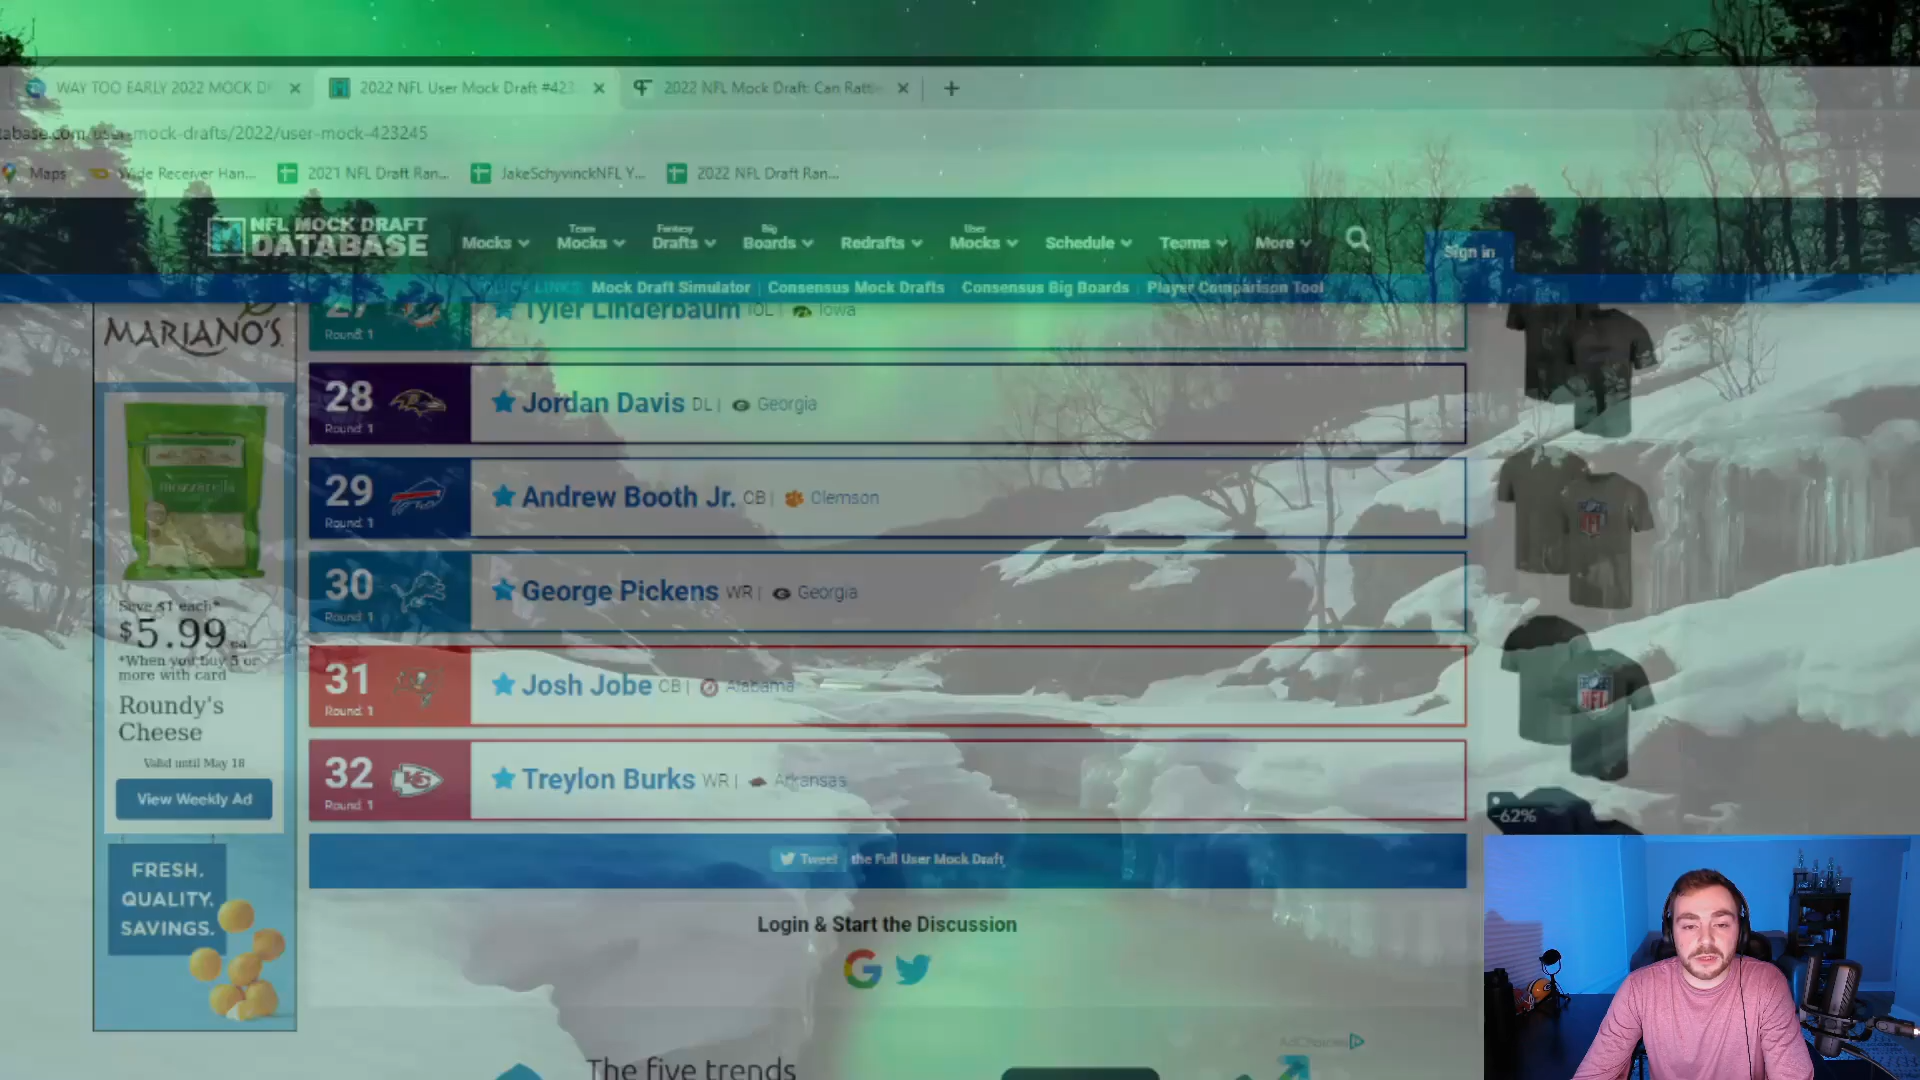 WAY TOO EARLY 2022 MOCK D
2022 NFL User Mock Draft #423
2022 NFL Mock Draft: Can Rattle
tabase.com/user-mock-drafts/2022/user-mock-423245
Maps
Wide Receiver Han...
2021 NFL Draft Ran...
JakeSchyvinckNFL Y...
2022 NFL Draft Ran...
NFL MOCK DRAFT
DATABASE
Mocks
Team
Mocks
Fantasy
Drafts
Big
Boards
Redrafts
User
Mocks
Schedule
Teams
More
Sign in
LINKS
Mock Draft Simulator | Consensus Mock Drafts | Consensus Big Boards | Player Comparison Tool
MARIANO'S
27 Tyler Linderbaum IOL | Iowa
Round: 1
28 Jordan Davis DL | Georgia
Round: 1
29 Andrew Booth Jr. CB | Clemson
Round: 1
30 George Pickens WR | Georgia
Round: 1
31 Josh Jobe CB | Alabama
Round: 1
32 Treylon Burks WR | Arkansas
Round: 1
mozzarella
Save $1 each*
$5.99 ea
*When you buy 5 or
more with card
Roundy's
Cheese
Valid until May 18
View Weekly Ad
FRESH.
QUALITY.
SAVINGS.
NFL
NFL
-62%
Tweet the Full User Mock Draft
Login & Start the Discussion
AdChoices
The five trends